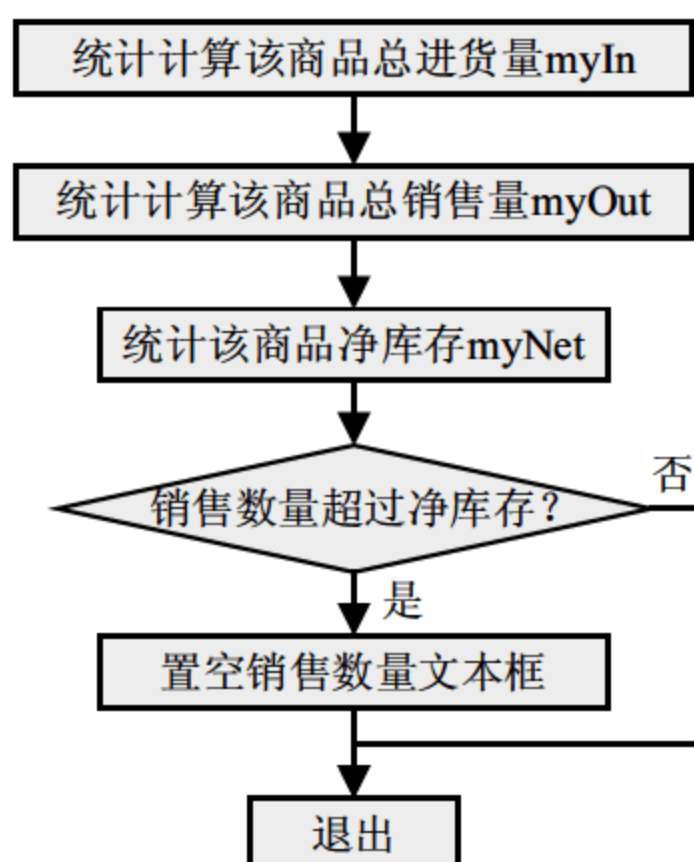 统计计算该商品总进货量myIn
统计计算该商品总销售量myOut
统计该商品净库存myNet
销售数量超过净库存？
否
是
置空销售数量文本框
退出